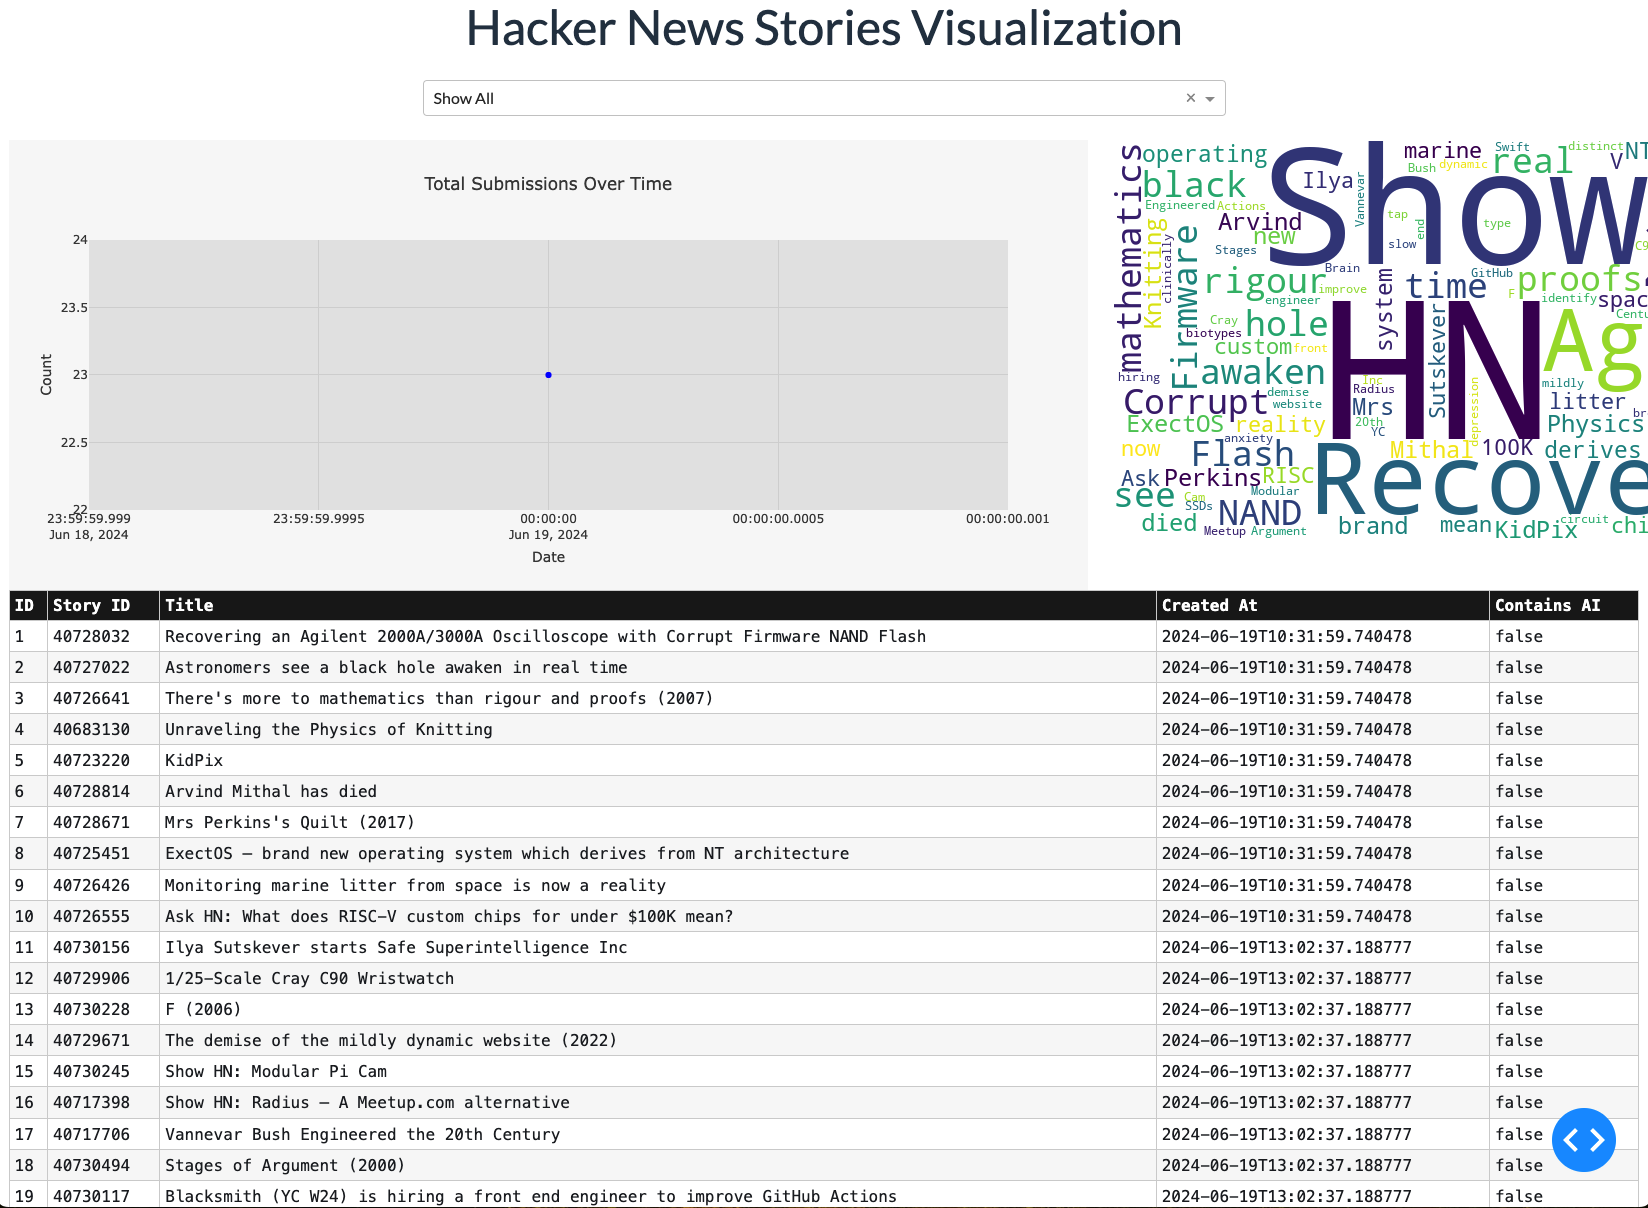 Hacker News Stories Visualization
Show All
Total Submissions Over Time
24
23.5
23
22.5
22
Count
23:59:59.999
Jun 18, 2024
23:59:59.9995
00:00:00
Jun 19, 2024
00:00:00.0005
00:00:00.001
Date
mathematics
operating
black
Engineered
Actions
Knitting
clinically
Firmware
Arvind
new
Stages
Ilya
Show
Vannevar
marine
Swift
distinct
NT
Bush
dynamic
real
V
tap
end
type
slow
C9
rigour
Brain
improve
engineer
system
time
GitHub
proofs
F
identify
spac
Centu
Cray
hole
biotypes
custom
front
HN
Sutskever
Ag
hiring
awaken
Inc
Radius
mildly
Corrupt
demise
website
Mrs
depression
litter
br
ExectOS
reality
20th
YC
Physics
anxiety
now
Flash
Mithal
100K
derives
Ask
Perkins
RISC
Recove
see
Cam
SSDs
Modular
NAND
died
Meetup
Argument
brand
mean
KidPix
circuit
chi
ID Story ID Title Created At Contains AI
1 40728032 Recovering an Agilent 2000A/3000A Oscilloscope with Corrupt Firmware NAND Flash 2024-06-19T10:31:59.740478 false
2 40727022 Astronomers see a black hole awaken in real time 2024-06-19T10:31:59.740478 false
3 40726641 There's more to mathematics than rigour and proofs (2007) 2024-06-19T10:31:59.740478 false
4 40683130 Unraveling the Physics of Knitting 2024-06-19T10:31:59.740478 false
5 40723220 KidPix 2024-06-19T10:31:59.740478 false
6 40728814 Arvind Mithal has died 2024-06-19T10:31:59.740478 false
7 40728671 Mrs Perkins's Quilt (2017) 2024-06-19T10:31:59.740478 false
8 40725451 ExectOS – brand new operating system which derives from NT architecture 2024-06-19T10:31:59.740478 false
9 40726426 Monitoring marine litter from space is now a reality 2024-06-19T10:31:59.740478 false
10 40726555 Ask HN: What does RISC-V custom chips for under $100K mean? 2024-06-19T10:31:59.740478 false
11 40730156 Ilya Sutskever starts Safe Superintelligence Inc 2024-06-19T13:02:37.188777 false
12 40729906 1/25-Scale Cray C90 Wristwatch 2024-06-19T13:02:37.188777 false
13 40730228 F (2006) 2024-06-19T13:02:37.188777 false
14 40729671 The demise of the mildly dynamic website (2022) 2024-06-19T13:02:37.188777 false
15 40730245 Show HN: Modular Pi Cam 2024-06-19T13:02:37.188777 false
16 40717398 Show HN: Radius – A Meetup.com alternative 2024-06-19T13:02:37.188777 false
17 40717706 Vannevar Bush Engineered the 20th Century 2024-06-19T13:02:37.188777 false
18 40730494 Stages of Argument (2000) 2024-06-19T13:02:37.188777 false
19 40730117 Blacksmith (YC W24) is hiring a front end engineer to improve GitHub Actions 2024-06-19T13:02:37.188777 false